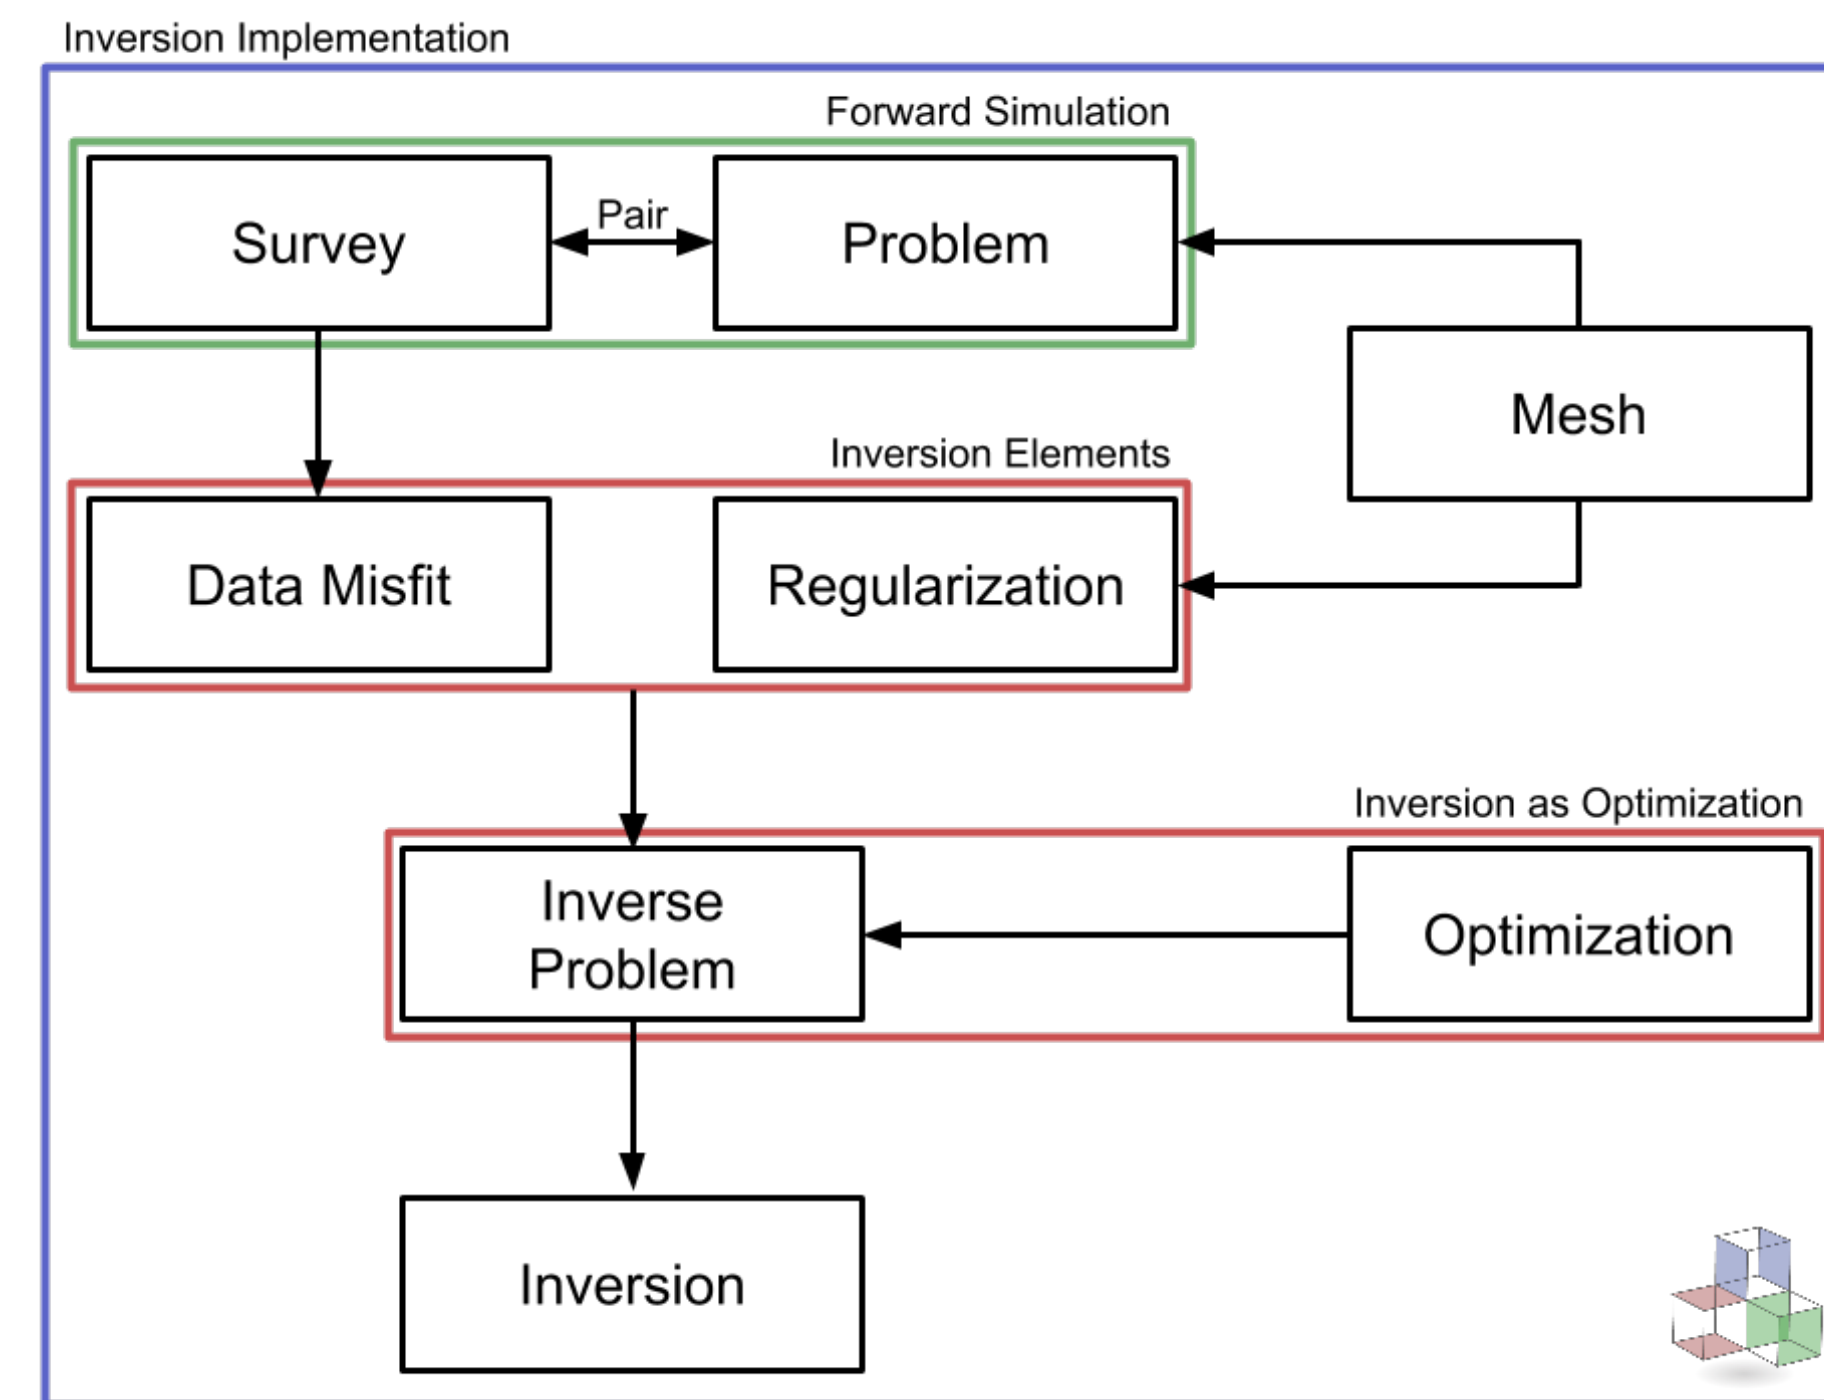 Inversion Implementation
Forward Simulation
Survey
Pair
Problem
Mesh
Inversion Elements
Data Misfit
Regularization
Inversion as Optimization
Inverse
Problem
Optimization
Inversion